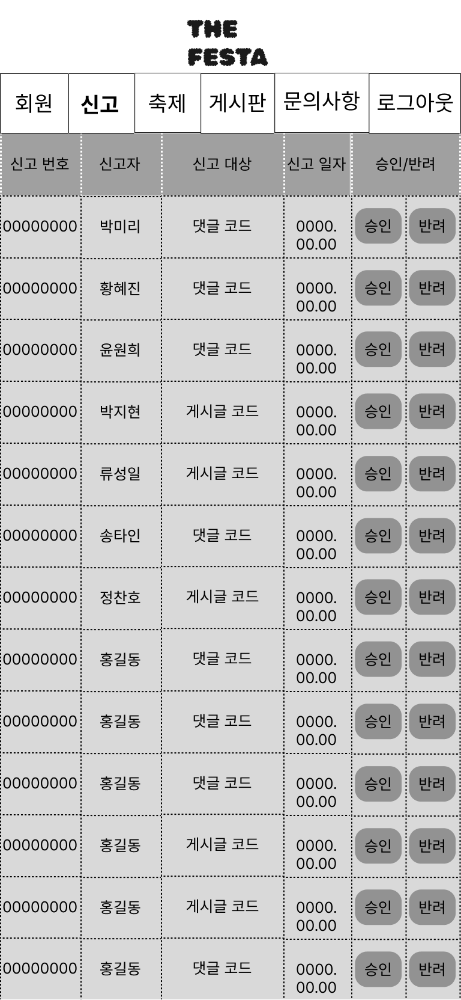 THE
FESTA
회원 신고 축제 게시판 문의사항 로그아웃
신고 번호 신고자 신고 대상 신고 일자 승인/반려
00000000 박미리 댓글 코드 0000. 승인 반려
00.00
00000000 황혜진 댓글 코드 0000. 승인 반려
00.00
00000000 윤원희 댓글 코드 0000. 승인 반려
00.00
00000000 박지현 게시글 코드 0000. 승인 반려
00.00
00000000 류성일 게시글 코드 0000. 승인 반려
00.00
00000000 송타인 댓글 코드 0000. 승인 반려
00.00
00000000 정찬호 게시글 코드 0000. 승인 반려
00.00
00000000 홍길동 댓글 코드 0000. 승인 반려
00.00
00000000 홍길동 댓글 코드 0000. 승인 반려
00.00
00000000 홍길동 댓글 코드 0000. 승인 반려
00.00
00000000 홍길동 게시글 코드 0000. 승인 반려
00.00
00000000 홍길동 게시글 코드 0000. 승인 반려
00.00
00000000 홍길동 댓글 코드 0000. 승인 반려
00.00